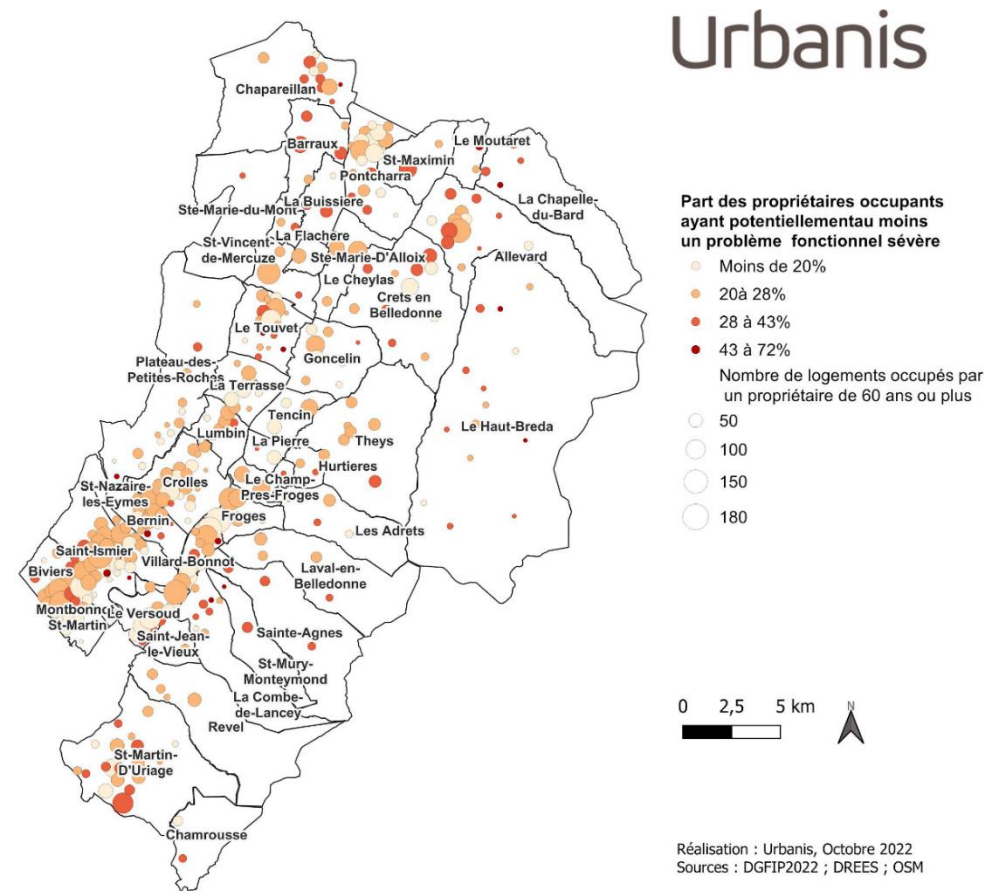 Urbanis
Chapareillan
Barraux
Le Moutaret
St-Maximin
Pontcharra
La Chapelle-
du-Bard
Ste-Marie-du-Mont
La Buissiere
La Flachère
St-Vincent-
de-Mercuze
Ste-Marie-D'Alloix
Allevard
Le Cheylas
Crets en
Belledonne
Le Touvet
Goncelin
Plateau-des-
Petites-Roches
La Terrasse
Tencin
Lumbin
La Pierre
Theys
Le Haut-Breda
Hurtieres
St-Nazaire-
les-Eymes
Crolles
Le Champ-
Pres-Froges
Bernin
Froges
Les Adrets
Saint-Ismier
Biviers
Villard-Bonnot
Laval-en-
Belledonne
Montbonno
St-Martin
Le Versoud
Saint-Jean-
le-Vieux
Sainte-Agnes
St-Mury-
Monteymond
La Combe-
de-Lancey
Revel
St-Martin-
D'Uriage
Chamrousse
Part des propriétaires occupants
ayant potentiellementau moins
un problème fonctionnel sévère
Moins de 20%
20à 28%
28 à 43%
43 à 72%
Nombre de logements occupés par
un propriétaire de 60 ans ou plus
50
100
150
180
0 2,5 5 km
N
Réalisation : Urbanis, Octobre 2022
Sources : DGFIP2022 ; DREES ; OSM